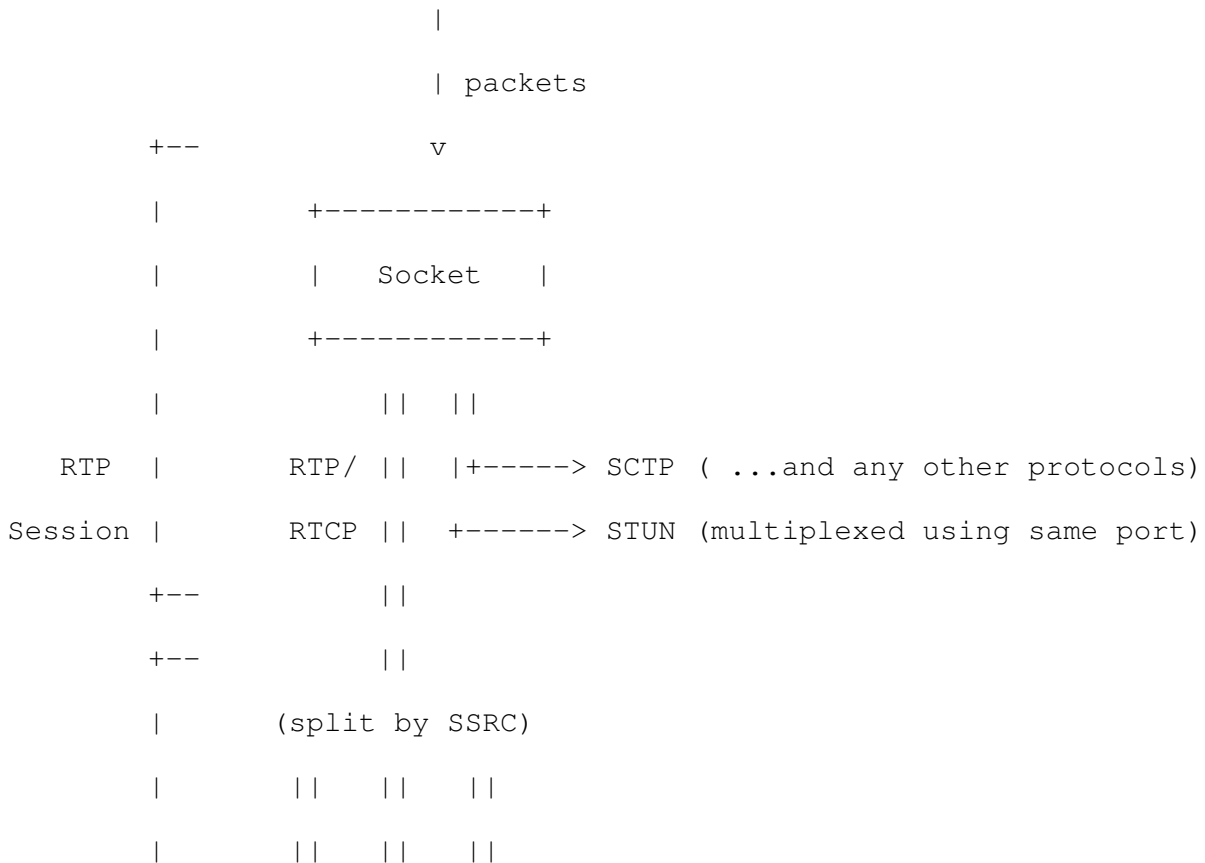 |
| packets
+-- v
| +------------+
| | Socket |
| +------------+
| || ||
RTP | RTP/ || |+-----> SCTP ( ...and any other protocols)
Session | RTCP || +------> STUN (multiplexed using same port)
+-- ||
+-- ||
| (split by SSRC)
| || || ||
| || || ||